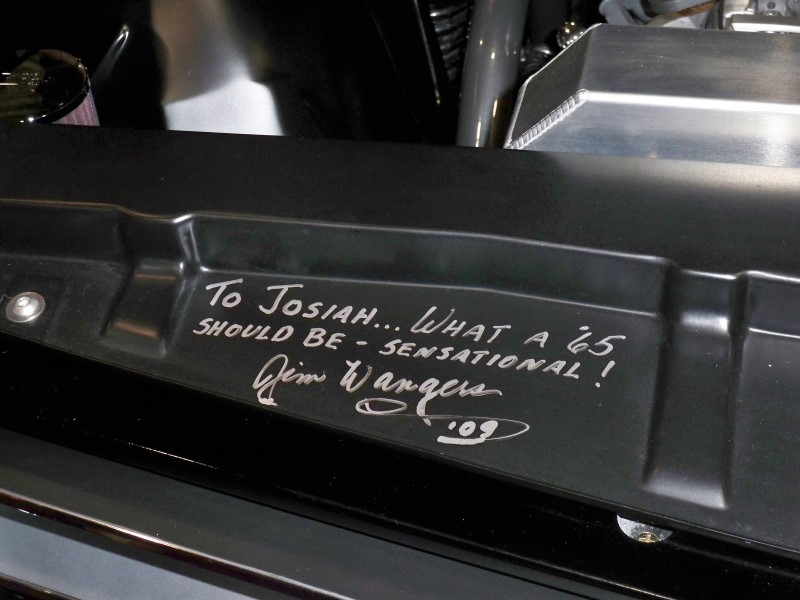 To Josiah... What a '65
should be - sensational!
Jim Wangers
'09